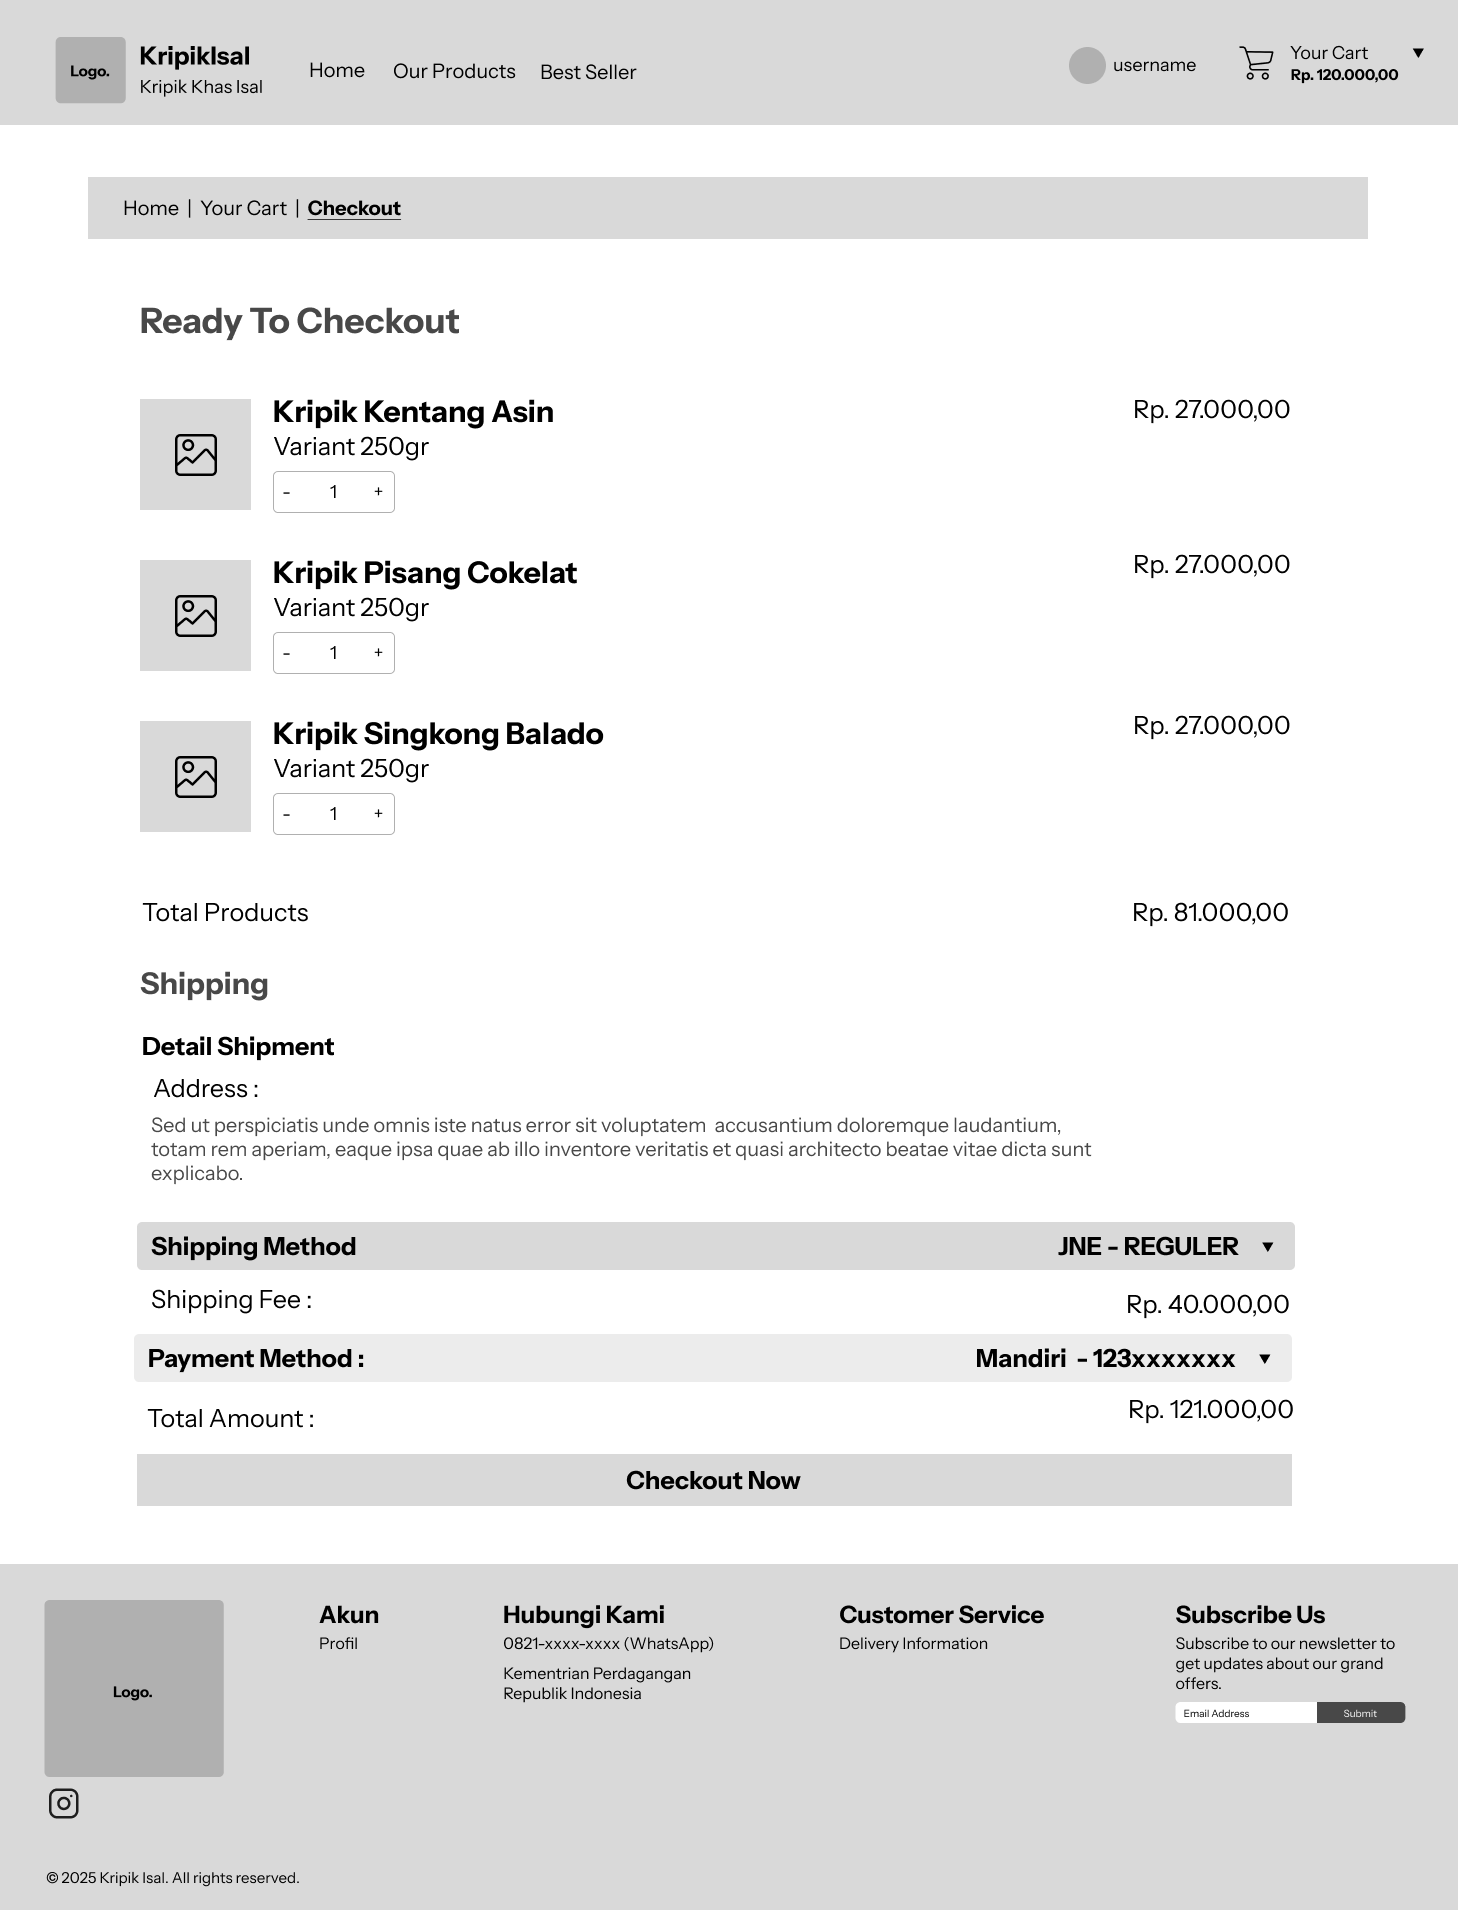 Logo.
KripikIsal
Kripik Khas Isal
Home
Our Products
Best Seller
username
Your Cart
Rp. 120.000,00
Home | Your Cart | Checkout
Ready To Checkout
Kripik Kentang Asin
Rp. 27.000,00
Variant 250gr
- 1 +
Kripik Pisang Cokelat
Rp. 27.000,00
Variant 250gr
- 1 +
Kripik Singkong Balado
Rp. 27.000,00
Variant 250gr
- 1 +
Total Products
Rp. 81.000,00
Shipping
Detail Shipment
Address :
Sed ut perspiciatis unde omnis iste natus error sit voluptatem accusantium doloremque laudantium,
totam rem aperiam, eaque ipsa quae ab illo inventore veritatis et quasi architecto beatae vitae dicta sunt
explicabo.
Shipping Method
JNE - REGULER
Shipping Fee :
Rp. 40.000,00
Payment Method :
Mandiri - 123xxxxxxx
Total Amount :
Rp. 121.000,00
Checkout Now
Logo.
Akun
Profil
Hubungi Kami
0821-xxxx-xxxx (WhatsApp)
Kementrian Perdagangan
Republik Indonesia
Customer Service
Delivery Information
Subscribe Us
Subscribe to our newsletter to
get updates about our grand
offers.
Email Address
Submit
© 2025 Kripik Isal. All rights reserved.